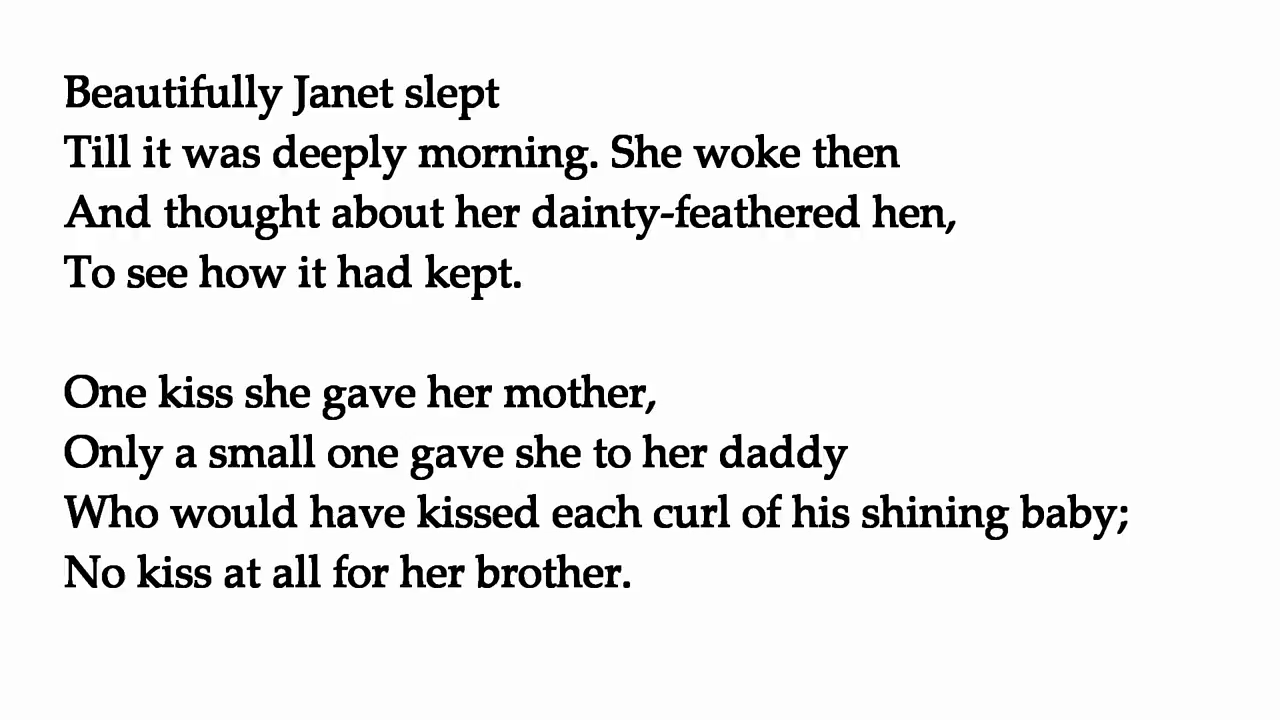 Beautifully Janet slept
Till it was deeply morning. She woke then
And thought about her dainty-feathered hen,
To see how it had kept.
One kiss she gave her mother,
Only a small one gave she to her daddy
Who would have kissed each curl of his shining baby;
No kiss at all for her brother.